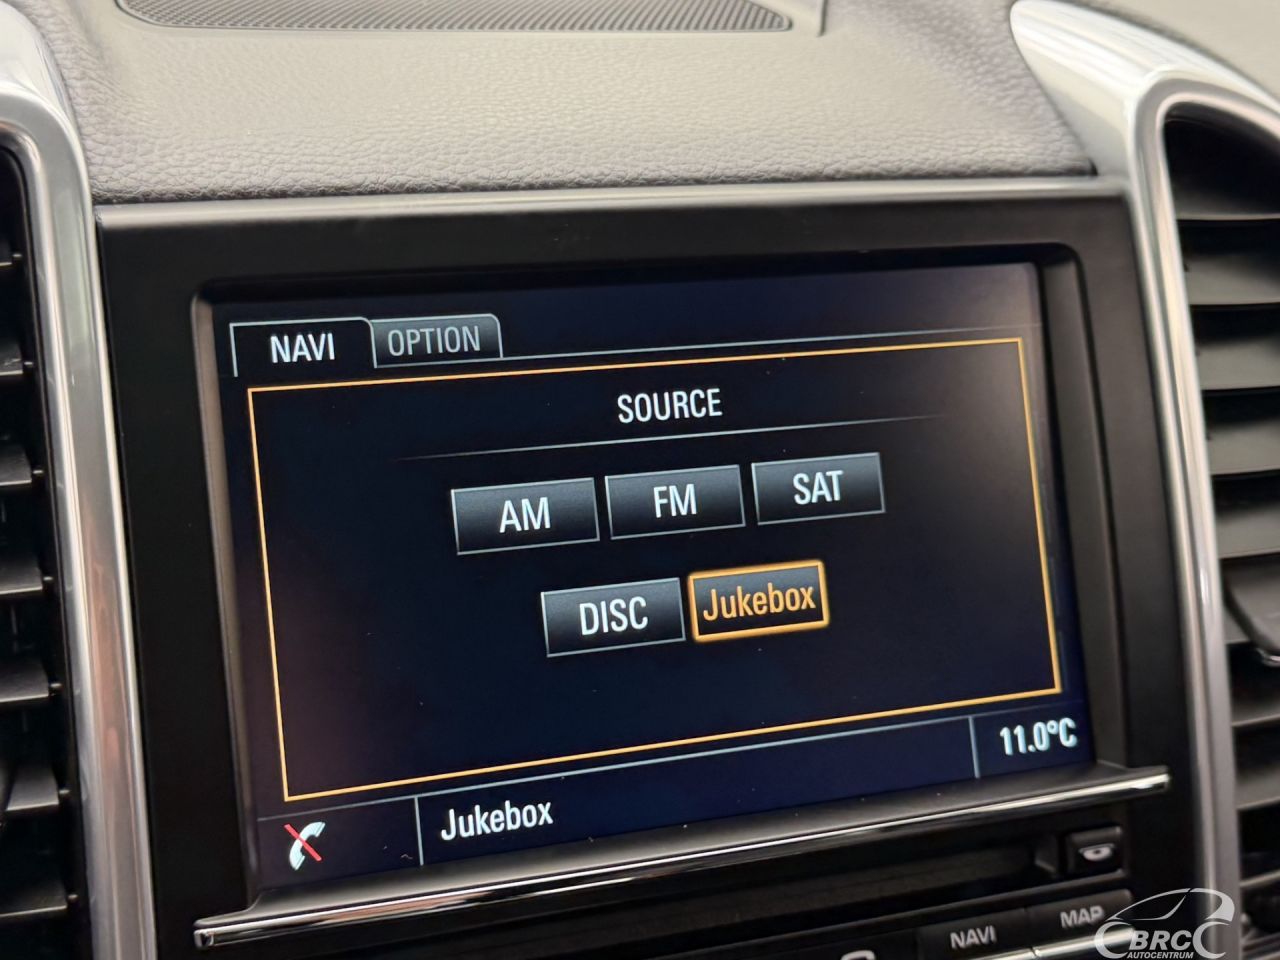 NAVI OPTION
SOURCE
AM FM SAT
DISC Jukebox
11.0°C
Jukebox
NAVI MAP
BRC
AUTOCENTRUM